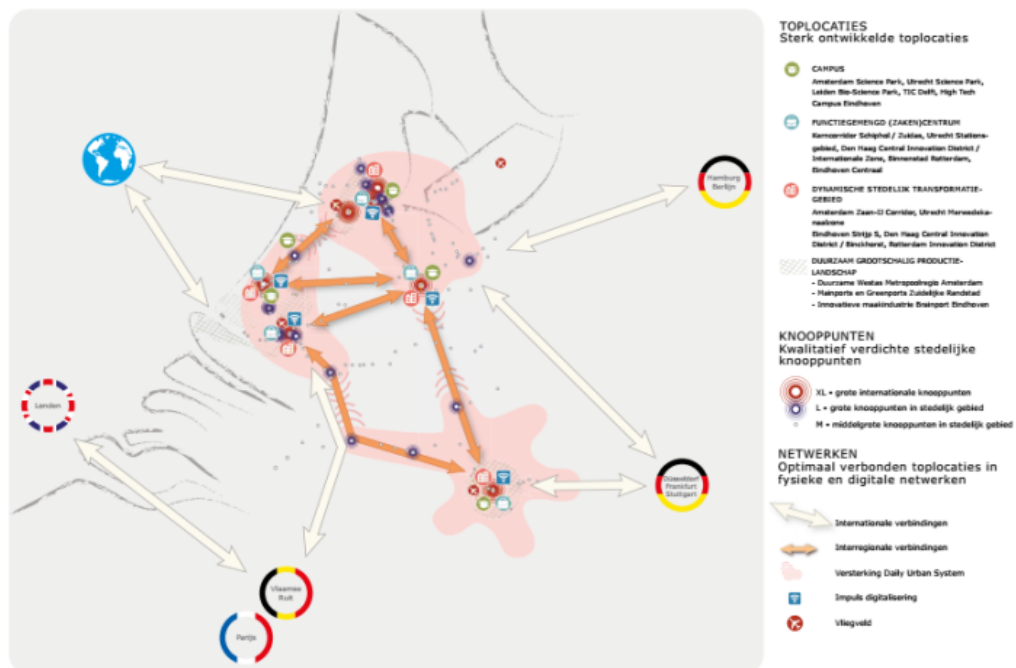 TOPLOCATIES
Sterk ontwikkelde toplocaties
CAMPUS
Amsterdam Science Park, Utrecht Science Park,
Leiden Bio-Science Park, TIC Delft, High Tech
Campus Eindhoven
FUNCTIEGEMENGD (ZAKEN)CENTRUM
Kerncorridor Schiphol / Zuidas, Utrecht Stations-
gebied, Den Haag Central Innovation District /
Internationale Zone, Binnenstad Rotterdam,
Eindhoven Centraal
DYNAMISCHE STEDELIJK TRANSFORMATIE-
GEBIED
Amsterdam Zaan-IJ Corridor, Utrecht Merwedeka-
naalzone
Eindhoven Strijp S, Den Haag Central Innovation
District / Binckhorst, Rotterdam Innovation District
DUURZAAM GROOTSCHALIG PRODUCTIE-
LANDSCHAP
- Duurzame Westas Metropoolregio Amsterdam
- Mainports en Greenports Zuidelijke Randstad
- Innovatieve maakindustrie Brainport Eindhoven
KNOOPPUNTEN
Kwalitatief verdichte stedelijke
knooppunten
XL = grote internationale knooppunten
L = grote knooppunten in stedelijk gebied
M = middelgrote knooppunten in stedelijk gebied
NETWERKEN
Optimaal verbonden toplocaties in
fysieke en digitale netwerken
Internationale verbindingen
Interregionale verbindingen
Versterking Daily Urban System
Impuls digitalisering
Vliegveld
Hamburg
Berlijn
Londen
Düsseldorf
Frankfurt
Stuttgart
Vlaamse
Ruit
Parijs